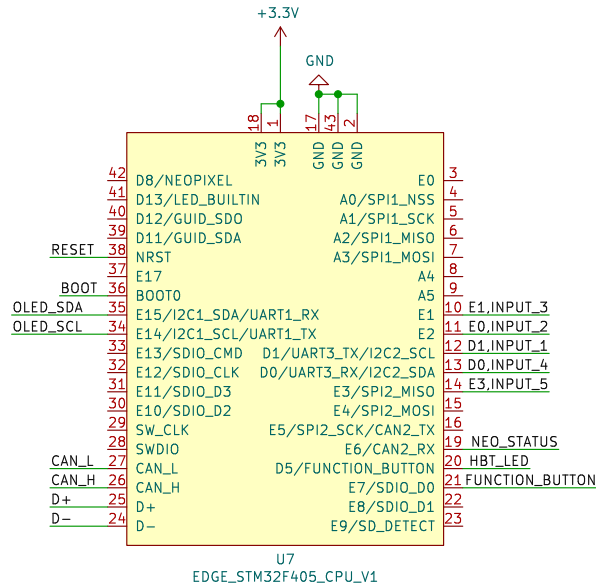 +3.3V
GND
18 1 17 43 2
3V3 3V3 GND GND GND
42 D8/NEOPIXEL E0 3
41 D13/LED_BUILTIN A0/SPI1_NSS 4
40 D12/GUID_SDO A1/SPI1_SCK 5
39 D11/GUID_SDA A2/SPI1_MISO 6
RESET 38 NRST A3/SPI1_MOSI 7
37 E17 A4 8
BOOT 36 BOOT0 A5 9
OLED_SDA 35 E15/I2C1_SDA/UART1_RX E1 10 E1,INPUT_3
OLED_SCL 34 E14/I2C1_SCL/UART1_TX E2 11 E0,INPUT_2
33 E13/SDIO_CMD D1/UART3_TX/I2C2_SCL 12 D1,INPUT_1
32 E12/SDIO_CLK D0/UART3_RX/I2C2_SDA 13 D0,INPUT_4
31 E11/SDIO_D3 E3/SPI2_MISO 14 E3,INPUT_5
30 E10/SDIO_D2 E4/SPI2_MOSI 15
29 SW_CLK E5/SPI2_SCK/CAN2_TX 16
28 SWDIO E6/CAN2_RX 19 NEO_STATUS
CAN_L 27 CAN_L D5/FUNCTION_BUTTON 20 HBT_LED
CAN_H 26 CAN_H E7/SDIO_D0 21 FUNCTION_BUTTON
D+ 25 D+ E8/SDIO_D1 22
D- 24 D- E9/SD_DETECT 23
U7
EDGE_STM32F405_CPU_V1